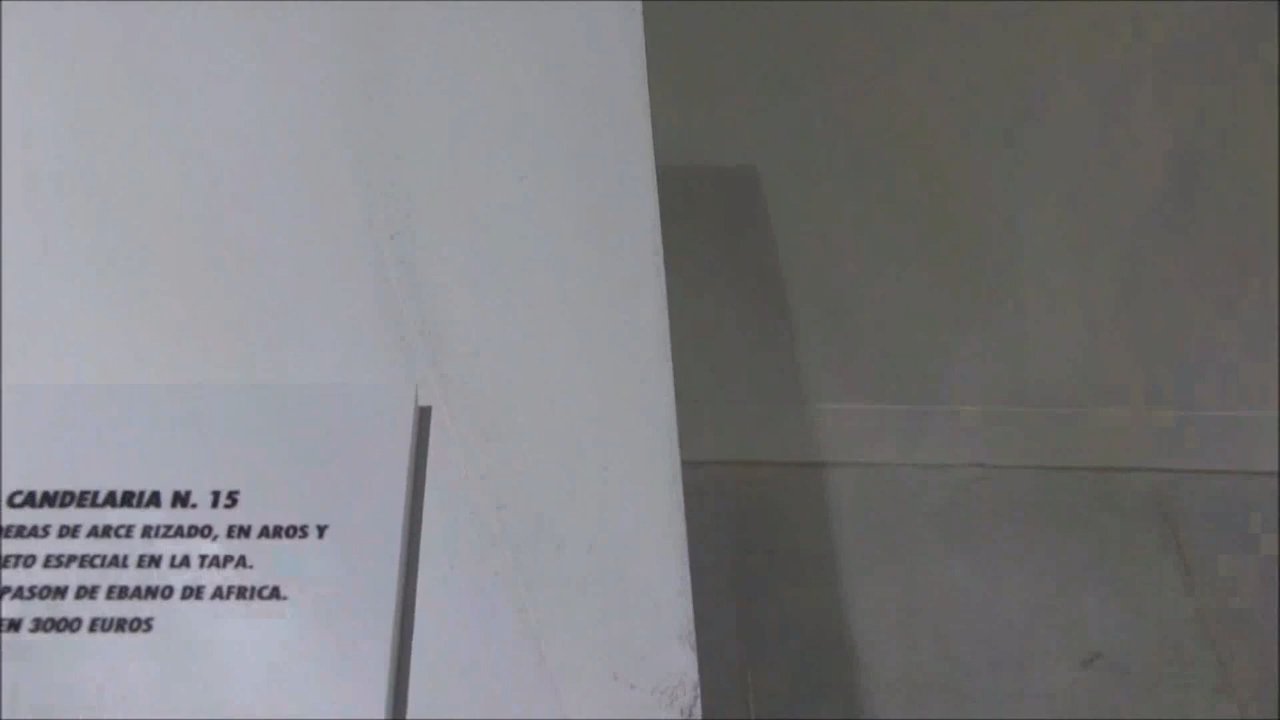 CANDELARIA N. 15
ERAS DE ARCE RIZADO, EN AROS Y
ETO ESPECIAL EN LA TAPA.
PASON DE EBANO DE AFRICA.
EN 3000 EUROS